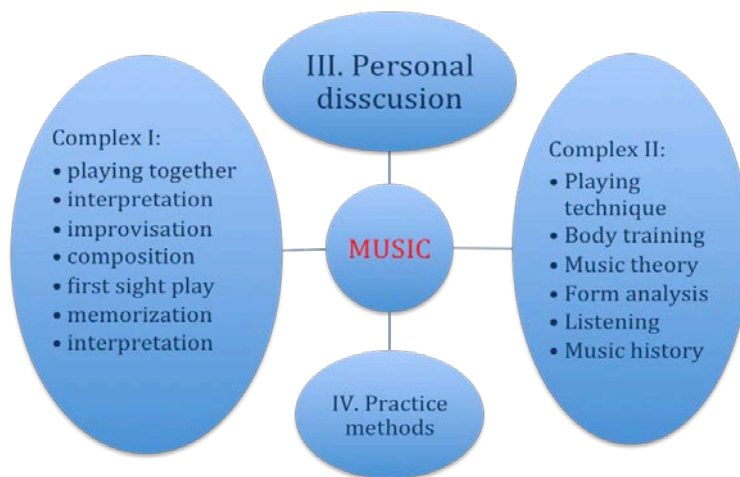 III. Personal
disscusion
Complex I:
• playing together
• interpretation
• improvisation
• composition
• first sight play
• memorization
• interpretation
MUSIC
Complex II:
• Playing
technique
• Body training
• Music theory
• Form analysis
• Listening
• Music history
IV. Practice
methods